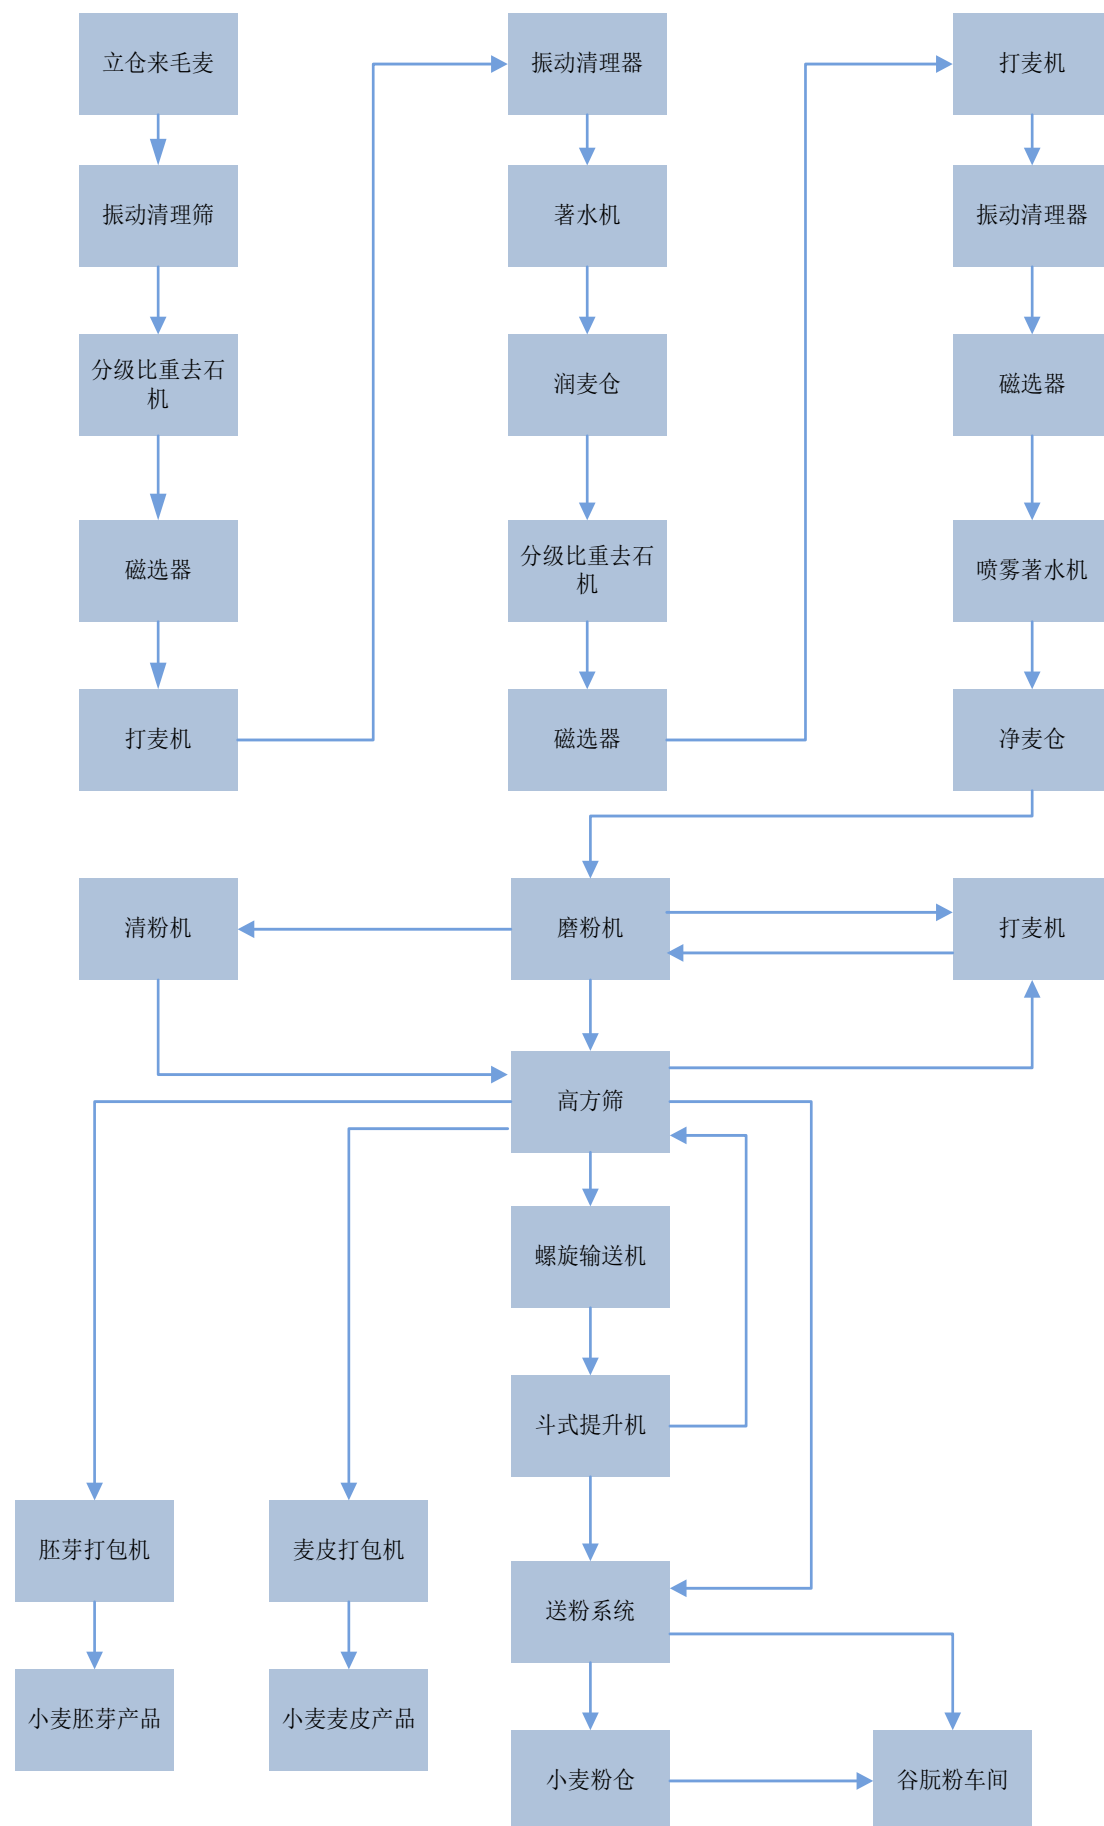 立仓来毛麦
振动清理筛
分级比重去石
机
磁选器
打麦机
振动清理器
著水机
润麦仓
分级比重去石
机
磁选器
打麦机
振动清理器
磁选器
喷雾著水机
净麦仓
清粉机
磨粉机
打麦机
高方筛
螺旋输送机
斗式提升机
胚芽打包机
麦皮打包机
送粉系统
小麦胚芽产品
小麦麦皮产品
小麦粉仓
谷朊粉车间